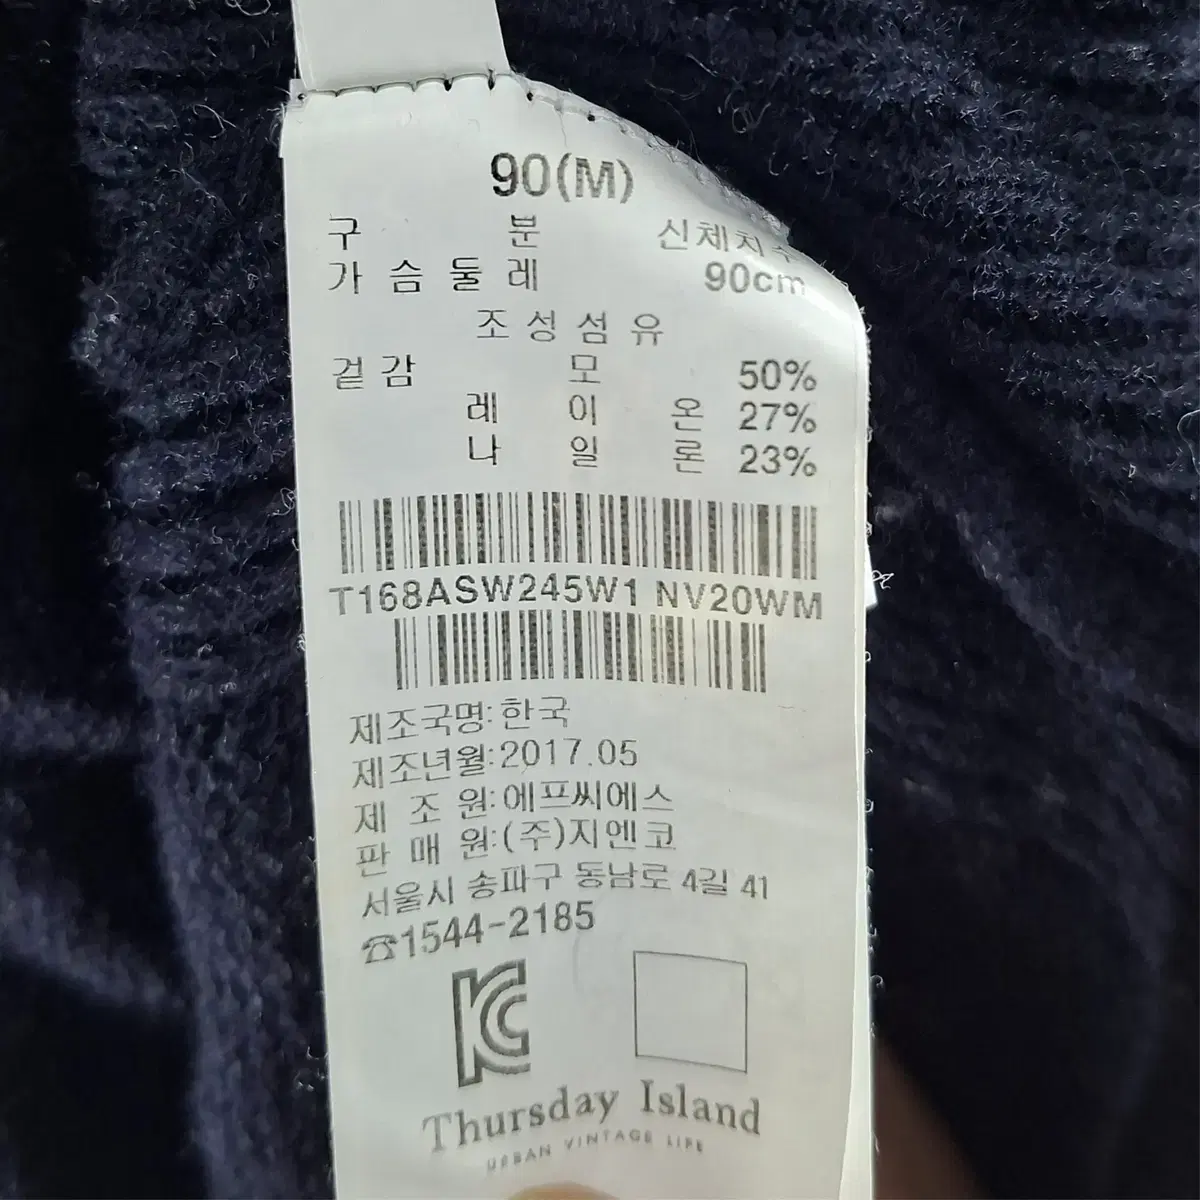 90(M)
구 분 신체치수
가슴둘레 90cm
조성섬유
겉감 모 50%
레이온 27%
나일론 23%
T168ASW245W1 NV20WM
제조국명:한국
제조년월:2017.05
제 조 원:에프씨에스
판 매 원:(주)지엔코
서울시 송파구 동남로 4길 41
☎1544-2185
KC
Thursday Island
URBAN VINTAGE LIFE